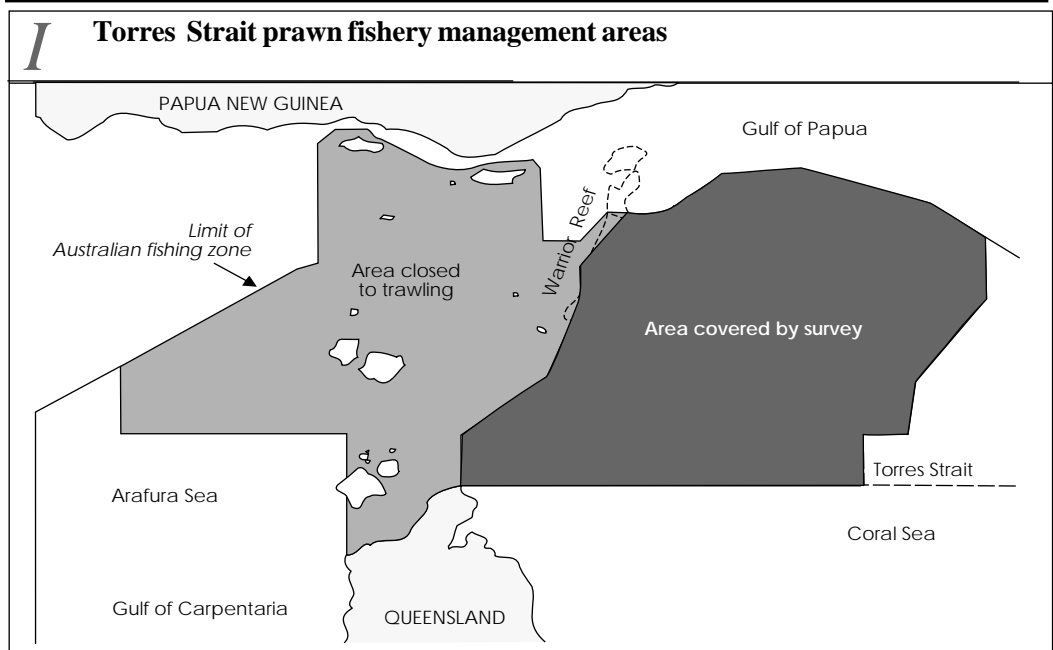 I
Torres Strait prawn fishery management areas
PAPUA NEW GUINEA
Gulf of Papua
Warrior Reef
Limit of
Australian fishing zone
Area closed
to trawling
Area covered by survey
Torres Strait
Arafura Sea
Coral Sea
Gulf of Carpentaria
QUEENSLAND